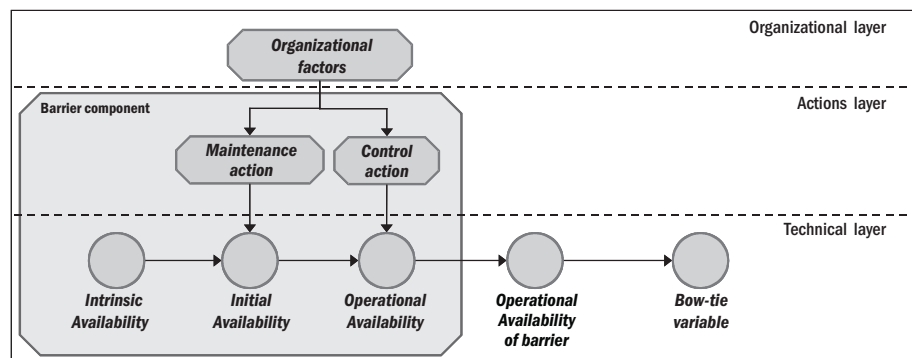 Organizational layer
Organizational
factors
Actions layer
Barrier component
Maintenance
action
Control
action
Technical layer
Intrinsic
Availability
Initial
Availability
Operational
Availability
Operational
Availability
of barrier
Bow-tie
variable